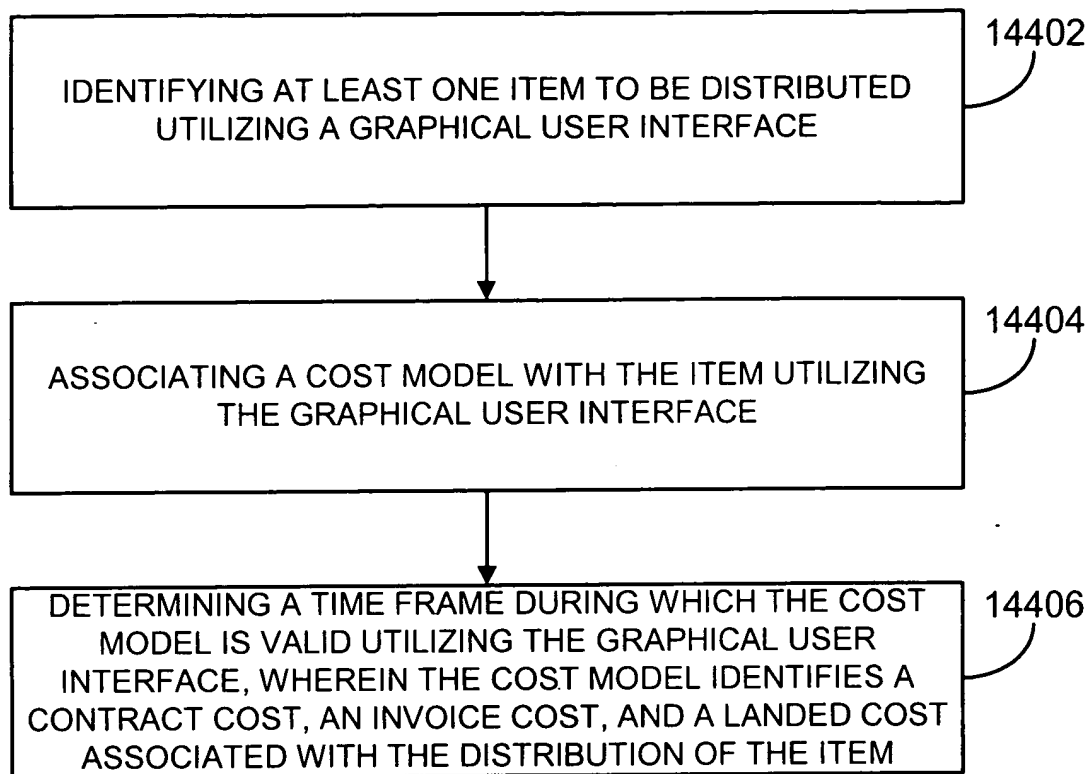 14402
IDENTIFYING AT LEAST ONE ITEM TO BE DISTRIBUTED
UTILIZING A GRAPHICAL USER INTERFACE
14404
ASSOCIATING A COST MODEL WITH THE ITEM UTILIZING
THE GRAPHICAL USER INTERFACE
14406
DETERMINING A TIME FRAME DURING WHICH THE COST
MODEL IS VALID UTILIZING THE GRAPHICAL USER
INTERFACE, WHEREIN THE COST MODEL IDENTIFIES A
CONTRACT COST, AN INVOICE COST, AND A LANDED COST
ASSOCIATED WITH THE DISTRIBUTION OF THE ITEM